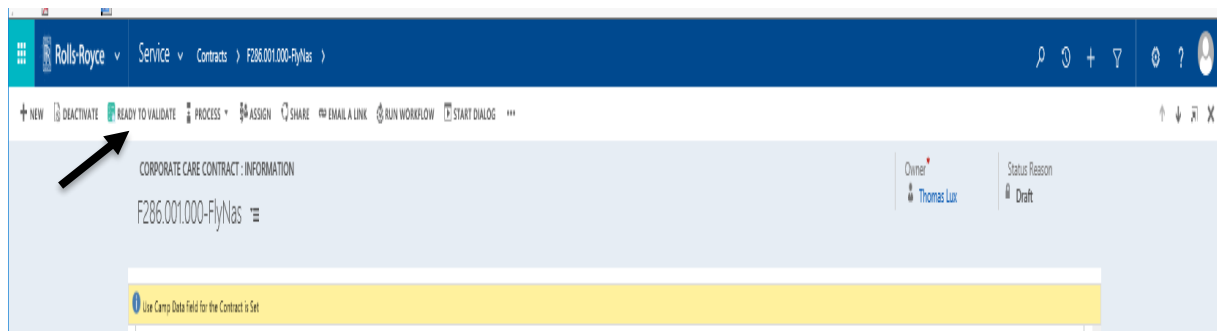 Rolls-Royce Service Contracts > F286.001.000-FlyNas > ?
+ NEW DEACTIVATE READY TO VALIDATE PROCESS ASSIGN SHARE EMAIL A LINK RUN WORKFLOW START DIALOG ...
CORPORATE CARE CONTRACT : INFORMATION
F286.001.000-FlyNas
Owner*
Thomas Lux
Status Reason
Draft
Use Camp Data field for the Contract is Set